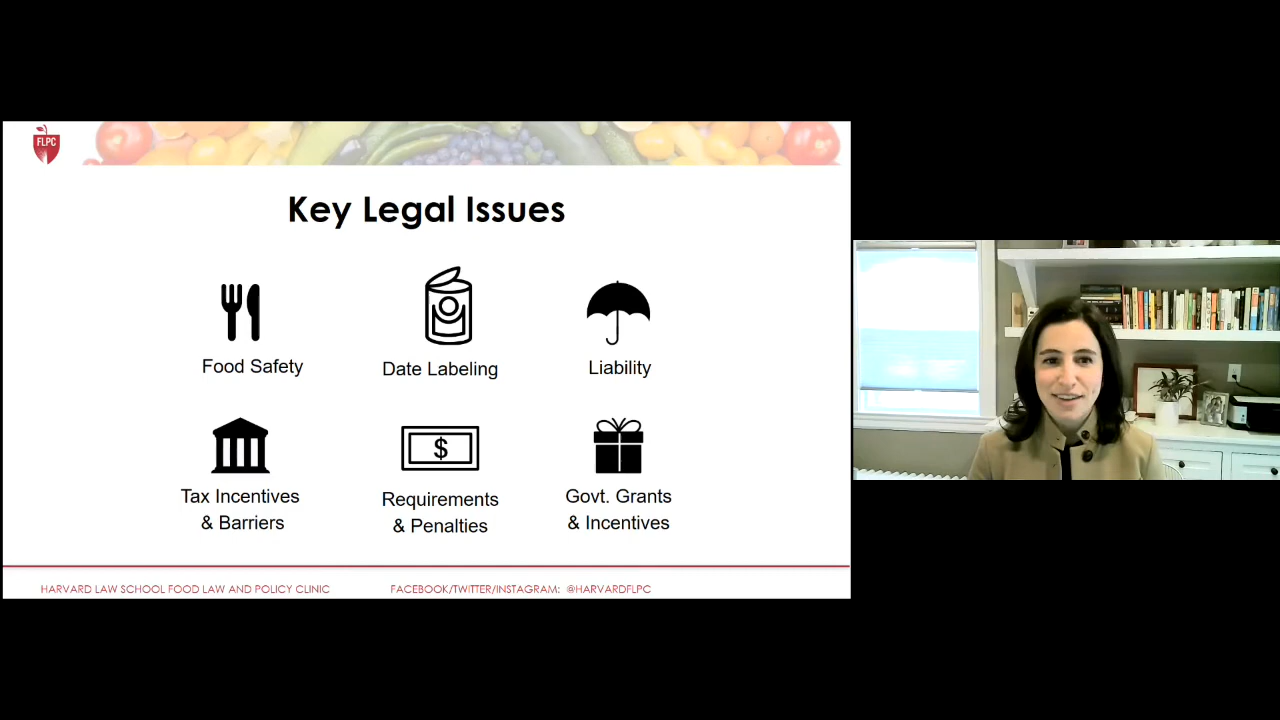 FLPC
Key Legal Issues
Food Safety
Date Labeling
Liability
$
Tax Incentives
& Barriers
Requirements
& Penalties
Govt. Grants
& Incentives
HARVARD LAW SCHOOL FOOD LAW AND POLICY CLINIC
FACEBOOK/TWITTER/INSTAGRAM: @HARVARDFLPC